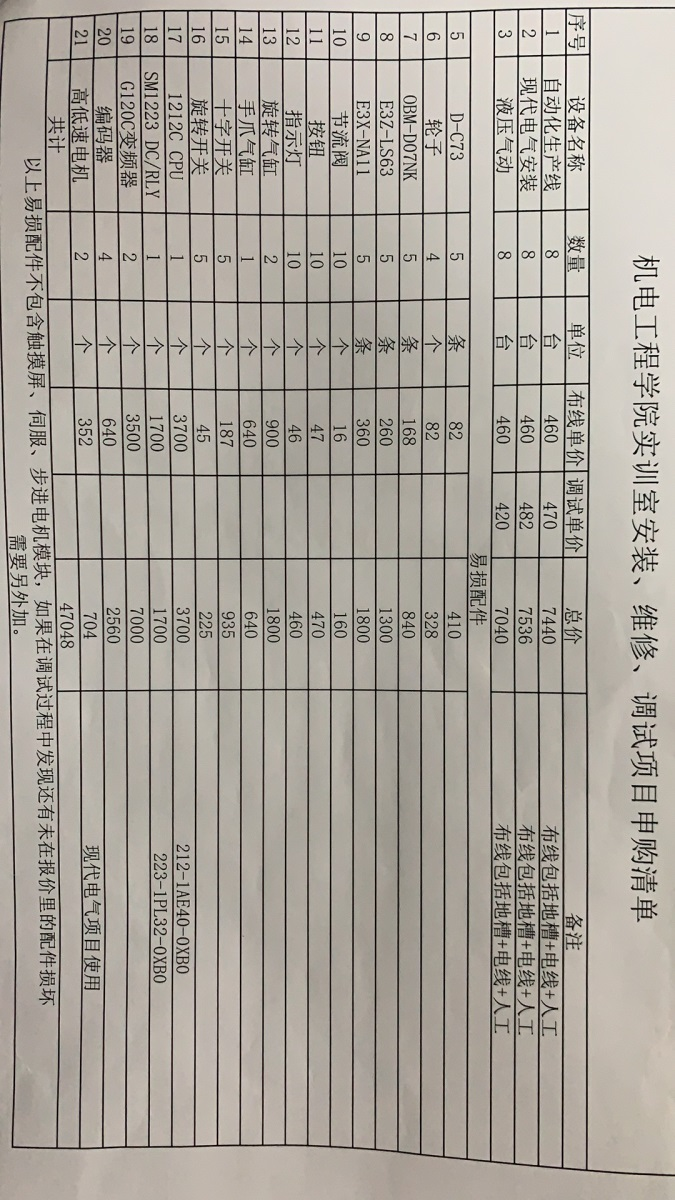 机电工程学院实训室安装、维修、调试项目申购清单
序号 设备名称 数量 单位 布线单价 调试单价 总价 备注
1 自动化生产线 8 台 460 470 7440 布线包括地槽+电线+人工
2 现代电气安装 8 台 460 482 7536 布线包括地槽+电线+人工
3 液压气动 8 台 460 420 7040 布线包括地槽+电线+人工
易损配件
5 D-C73 5 条 82 410
6 轮子 4 个 82 328
7 OBM-D07NK 5 条 168 840
8 E3Z-LS63 5 条 260 1300
9 E3X-NA11 5 条 360 1800
10 节流阀 10 个 16 160
11 按钮 10 个 47 470
12 指示灯 10 个 46 460
13 旋转气缸 2 个 900 1800
14 手爪气缸 1 个 640 640
15 十字开关 5 个 187 935
16 旋转开关 5 个 45 225
17 1212C CPU 1 个 3700 3700 212-1AE40-0XB0
18 SM1223 DC/RLY 1 个 1700 1700 223-1PL32-0XB0
19 G120C变频器 2 个 3500 7000
20 编码器 4 个 640 2560
21 高低速电机 2 个 352 704 现代电气项目使用
共计 47048
以上易损配件不包含触摸屏、伺服、步进电机模块，如果在调试过程中发现还有未在报价里的配件损坏
需要另外加。